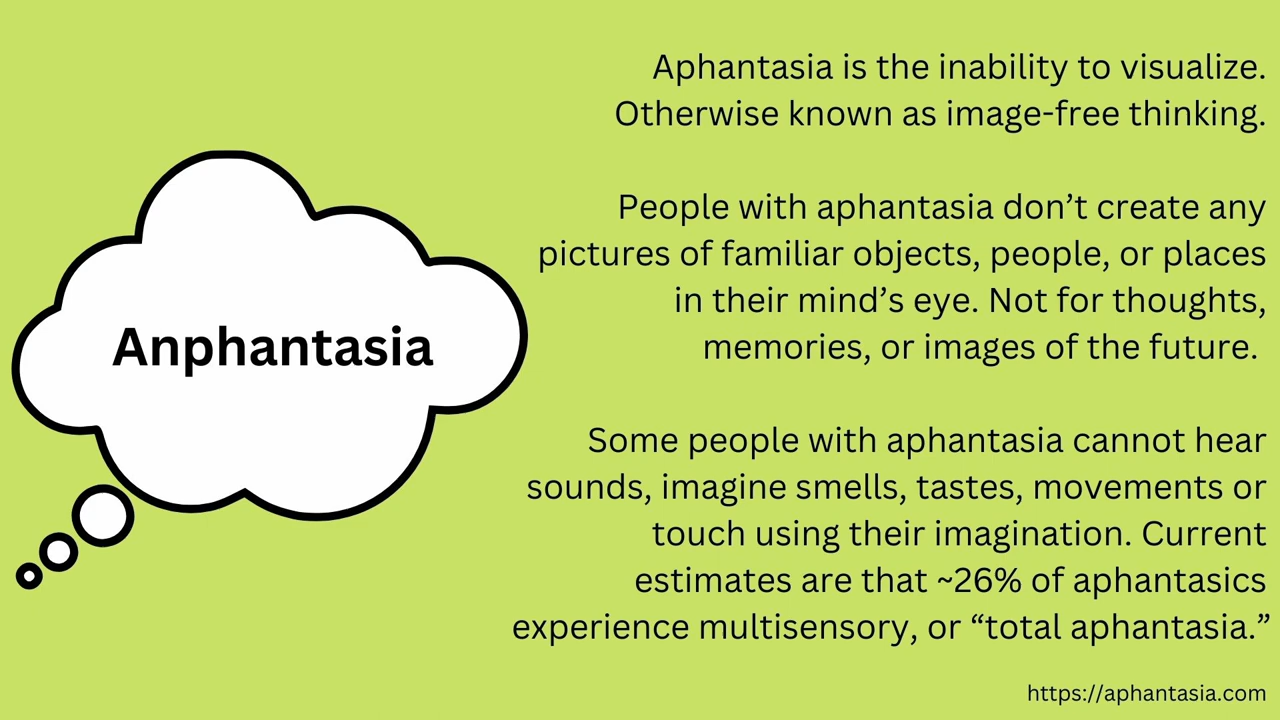 Anphantasia
Aphantasia is the inability to visualize.
Otherwise known as image-free thinking.
People with aphantasia don’t create any
pictures of familiar objects, people, or places
in their mind’s eye. Not for thoughts,
memories, or images of the future.
Some people with aphantasia cannot hear
sounds, imagine smells, tastes, movements or
touch using their imagination. Current
estimates are that ~26% of aphantasics
experience multisensory, or “total aphantasia.”
https://aphantasia.com